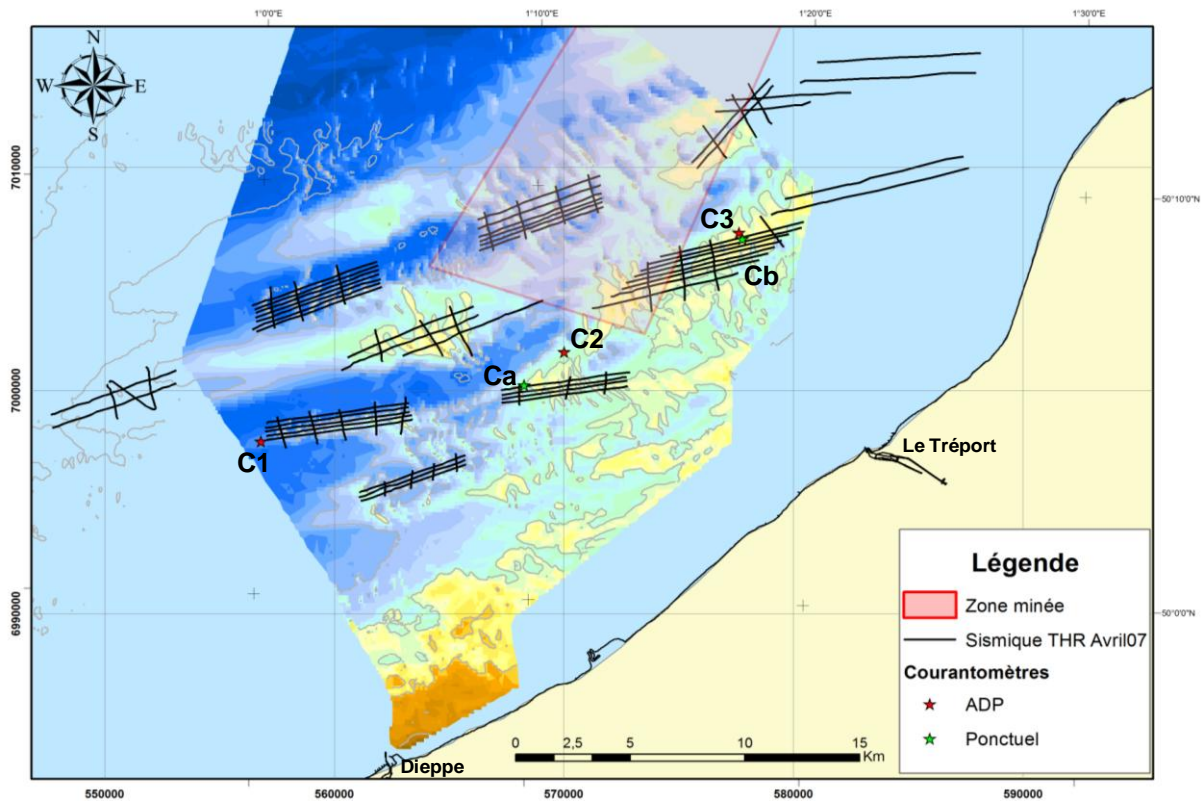 1°0'0"E
1°10'0"E
1°20'0"E
1°30'0"E
N
W
E
S
7010000
50°10'0"N
C3
Cb
C2
Ca
7000000
C1
Le Tréport
Légende
Zone minée
Sismique THR Avril07
Courantomètres
ADP
Ponctuel
6990000
50°0'0"N
0
2,5
5
10
15
Km
Dieppe
550000
560000
570000
580000
590000